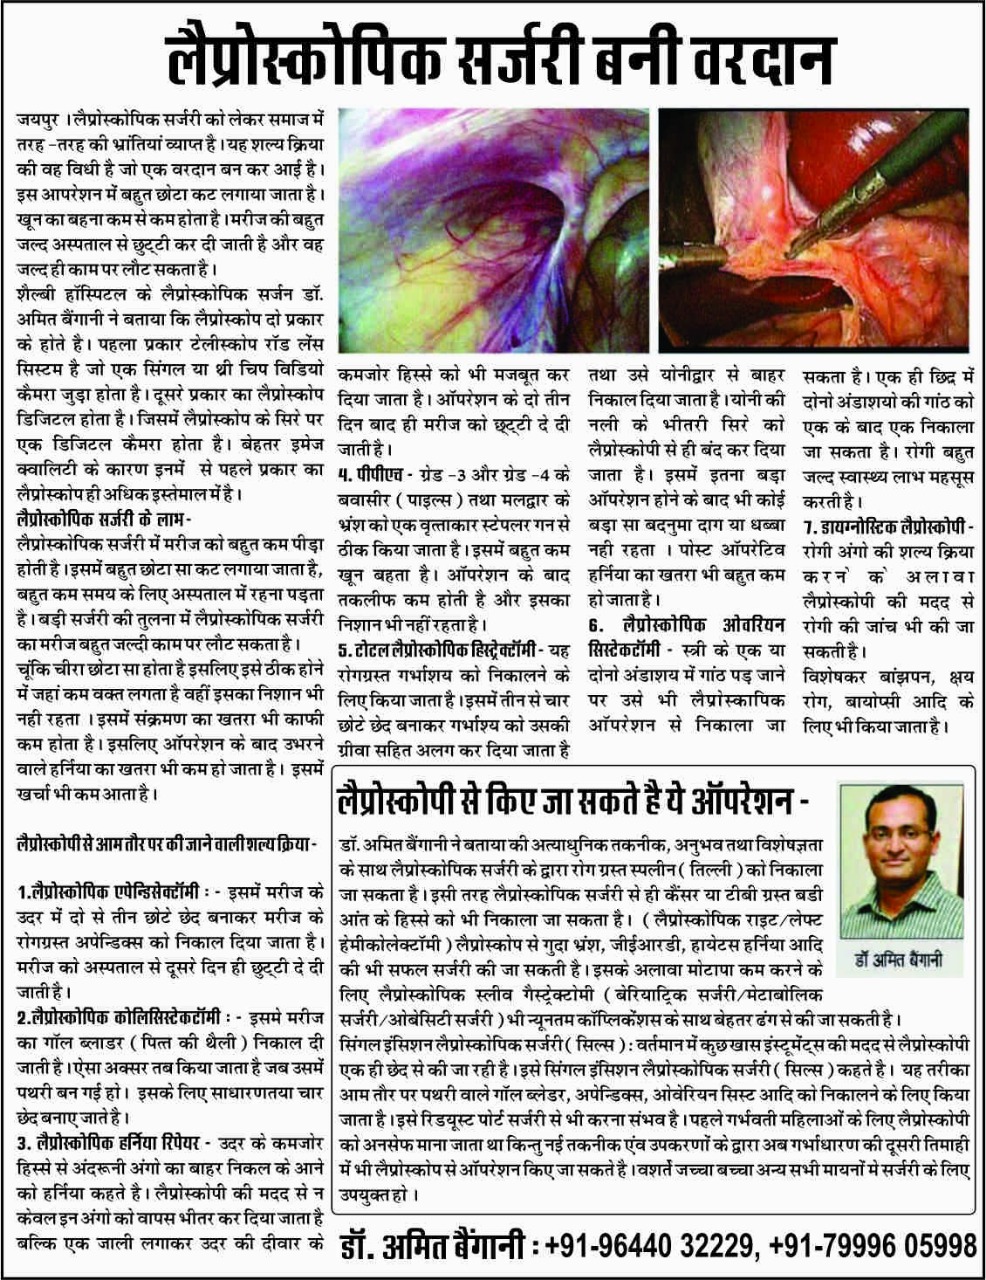 लैप्रोस्कोपिक सर्जरी बनी वरदान
जयपुर । लैप्रोस्कोपिक सर्जरी को लेकर समाज में
तरह -तरह की भ्रांतियां व्याप्त है। यह शल्य क्रिया
की वह विधी है जो एक वरदान बन कर आई है।
इस आपरेशन में बहुत छोटा कट लगाया जाता है।
खून का बहना कम से कम होता है। मरीज की बहुत
जल्द अस्पताल से छुट्टी कर दी जाती है और वह
जल्द ही काम पर लौट सकता है।
शैल्बी हॉस्पिटल के लैप्रोस्कोपिक सर्जन डॉ.
अमित बैंगानी ने बताया कि लैप्रोस्कोप दो प्रकार
के होते है। पहला प्रकार टेलीस्कोप रॉड लेंस
सिस्टम है जो एक सिंगल या थ्री चिप विडियो
कैमरा जुड़ा होता है। दूसरे प्रकार का लैप्रोस्कोप
डिजिटल होता है। जिसमें लैप्रोस्कोप के सिरे पर
एक डिजिटल कैमरा होता है। बेहतर इमेज
क्वालिटी के कारण इनमें से पहले प्रकार का
लैप्रोस्कोप ही अधिक इस्तेमाल में है।
लैप्रोस्कोपिक सर्जरी के लाभ-
लैप्रोस्कोपिक सर्जरी में मरीज को बहुत कम पीड़ा
होती है। इसमें बहुत छोटा सा कट लगाया जाता है,
बहुत कम समय के लिए अस्पताल में रहना पड़ता
है। बड़ी सर्जरी की तुलना में लैप्रोस्कोपिक सर्जरी
का मरीज बहुत जल्दी काम पर लौट सकता है।
चूंकि चीरा छोटा सा होता है इसलिए इसे ठीक होने
में जहां कम वक्त लगता है वहीं इसका निशान भी
नही रहता । इसमें संक्रमण का खतरा भी काफी
कम होता है। इसलिए ऑपरेशन के बाद उभरने
वाले हर्निया का खतरा भी कम हो जाता है। इसमें
खर्चा भी कम आता है।
लैप्रोस्कोपी से आम तौर पर की जाने वाली शल्य क्रिया -
1.लैप्रोस्कोपिक एपेन्डिसेक्टॉमी : - इसमें मरीज के
उदर में दो से तीन छोटे छेद बनाकर मरीज के
रोगग्रस्त अपेन्डिक्स को निकाल दिया जाता है।
मरीज को अस्पताल से दूसरे दिन ही छुट्टी दे दी
जाती है।
2.लैप्रोस्कोपिक कोलिसिस्टेकटॉमी : - इसमे मरीज
का गॉल ब्लाडर ( पित्त की थैली ) निकाल दी
जाती है। ऐसा अक्सर तब किया जाता है जब उसमें
पथरी बन गई हो। इसके लिए साधारणतया चार
छेद बनाए जाते है।
3. लैप्रोस्कोपिक हर्निया रिपेयर - उदर के कमजोर
हिस्से से अंदरूनी अंगो का बाहर निकल के आने
को हर्निया कहते है। लैप्रोस्कोपी की मदद से न
केवल इन अंगो को वापस भीतर कर दिया जाता है
बल्कि एक जाली लगाकर उदर की दीवार के
कमजोर हिस्से को भी मजबूत कर
दिया जाता है। ऑपरेशन के दो तीन
दिन बाद ही मरीज को छुट्टी दे दी
जाती है।
4. पीपीएच - ग्रेड -3 और ग्रेड -4 के
बवासीर ( पाइल्स ) तथा मलद्वार के
भ्रंश को एक वृत्ताकार स्टेपलर गन से
ठीक किया जाता है। इसमें बहुत कम
खून बहता है। ऑपरेशन के बाद
तकलीफ कम होती है और इसका
निशान भी नहीं रहता है।
5. टोटल लैप्रोस्कोपिक हिस्ट्रेक्टॉमी - यह
रोगग्रस्त गर्भाशय को निकालने के
लिए किया जाता है। इसमें तीन से चार
छोटे छेद बनाकर गर्भाश्य को उसकी
ग्रीवा सहित अलग कर दिया जाता है
तथा उसे योनीद्वार से बाहर
निकाल दिया जाता है। योनी की
नली के भीतरी सिरे को
लैप्रोस्कोपी से ही बंद कर दिया
जाता है। इसमें इतना बड़ा
ऑपरेशन होने के बाद भी कोई
बड़ा सा बदनुमा दाग या धब्बा
नही रहता । पोस्ट ऑपरेटिव
हर्निया का खतरा भी बहुत कम
हो जाता है।
6. लैप्रोस्कोपिक ओवरियन
सिस्टेकटॉमी - स्त्री के एक या
दोनो अंडाशय में गांठ पड़ जाने
पर उसे भी लैप्रोस्कापिक
ऑपरेशन से निकाला जा
सकता है। एक ही छिद्र में
दोनो अंडाशयो की गांठ को
एक के बाद एक निकाला
जा सकता है। रोगी बहुत
जल्द स्वास्थ्य लाभ महसूस
करती है।
7. डायग्नोस्टिक लैप्रोस्कोपी -
रोगी अंगो की शल्य क्रिया
करने के अलावा
लैप्रोस्कोपी की मदद से
रोगी की जांच भी की जा
सकती है।
विशेषकर बांझपन, क्षय
रोग, बायोप्सी आदि के
लिए भी किया जाता है।
लैप्रोस्कोपी से किए जा सकते है ये ऑपरेशन -
डॉ. अमित बैंगानी ने बताया की अत्याधुनिक तकनीक, अनुभव तथा विशेषज्ञता
के साथ लैप्रोस्कोपिक सर्जरी के द्वारा रोग ग्रस्त स्पलीन ( तिल्ली ) को निकाला
जा सकता है। इसी तरह लैप्रोस्कोपिक सर्जरी से ही कैंसर या टीबी ग्रस्त बडी
आंत के हिस्से को भी निकाला जा सकता है। ( लैप्रोस्कोपिक राइट/लेफ्ट
हेमीकोलेक्टॉमी ) लैप्रोस्कोप से गुदा भ्रंश, जीईआरडी, हायेटस हर्निया आदि
की भी सफल सर्जरी की जा सकती है। इसके अलावा मोटापा कम करने के
लिए लैप्रोस्कोपिक स्लीव गैस्ट्रेक्टोमी ( बेरियाट्रिक सर्जरी/मेटाबोलिक
सर्जरी/ओबेसिटी सर्जरी ) भी न्यूनतम कॉप्लिकेंशस के साथ बेहतर ढंग से की जा सकती है।
सिंगल इंसिशन लैप्रोस्कोपिक सर्जरी ( सिल्स ) : वर्तमान में कुछ खास इंस्टूमेंट्स की मदद से लैप्रोस्कोपी
एक ही छेद से की जा रही है। इसे सिंगल इंसिशन लैप्रोस्कोपिक सर्जरी ( सिल्स ) कहते है। यह तरीका
आम तौर पर पथरी वाले गॉल ब्लेडर, अपेन्डिक्स, ओवेरियन सिस्ट आदि को निकालने के लिए किया
जाता है। इसे रिडयूस्ट पोर्ट सर्जरी से भी करना संभव है। पहले गर्भवती महिलाओं के लिए लैप्रोस्कोपी
को अनसेफ माना जाता था किन्तु नई तकनीक एंव उपकरणों के द्वारा अब गर्भाधारण की दूसरी तिमाही
में भी लैप्रोस्कोप से ऑपरेशन किए जा सकते है। वशर्ते जच्चा बच्चा अन्य सभी मायनों मे सर्जरी के लिए
उपयुक्त हो ।
डॉ अमित बैंगानी
डॉ. अमित बैंगानी : +91-96440 32229, +91-79996 05998